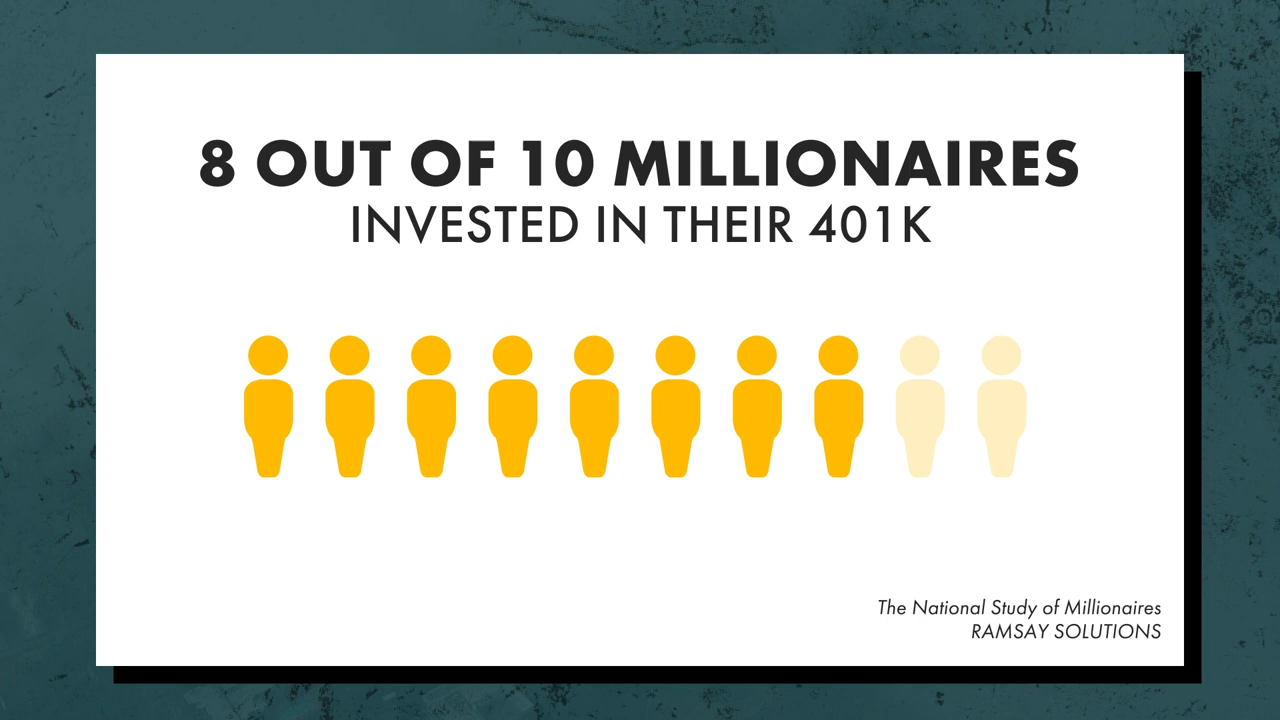 8 OUT OF 10 MILLIONAIRES
INVESTED IN THEIR 401K
The National Study of Millionaires
RAMSAY SOLUTIONS